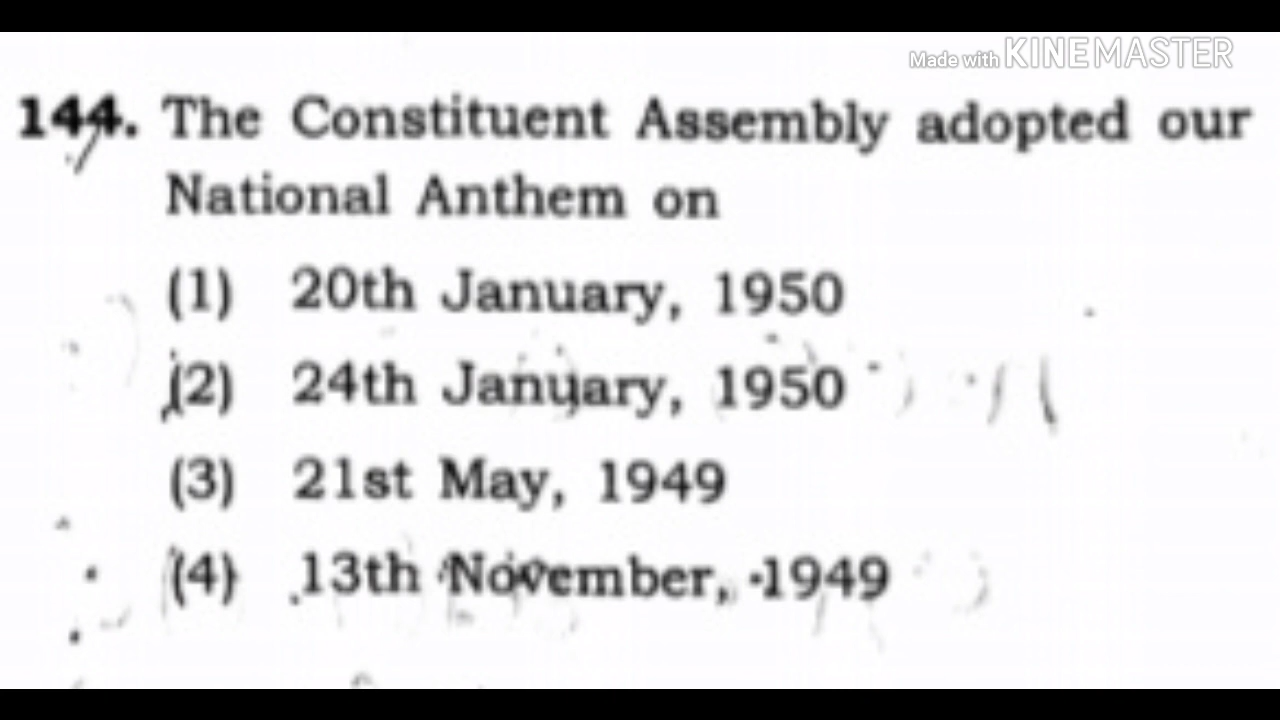 Made with KINEMASTER
144. The Constituent Assembly adopted our
National Anthem on
(1) 20th January, 1950
(2) 24th January, 1950
(3) 21st May, 1949
(4) 13th November, 1949